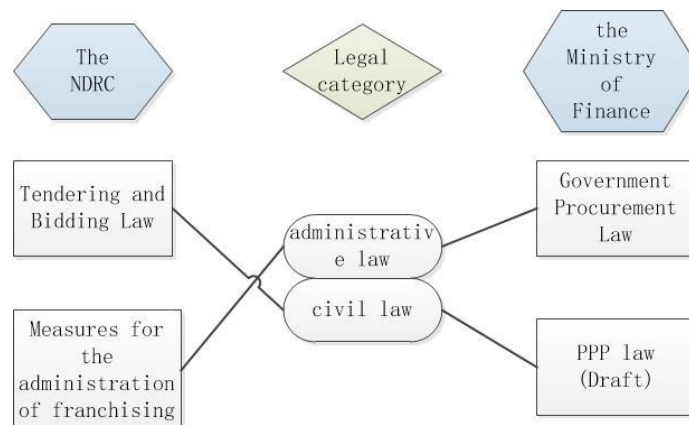 The
NDRC
Legal
category
the
Ministry
of
Finance
Tendering and
Bidding Law
administrativ
e law
Government
Procurement
Law
civil law
Measures for
the
administration
of franchising
PPP law
(Draft)